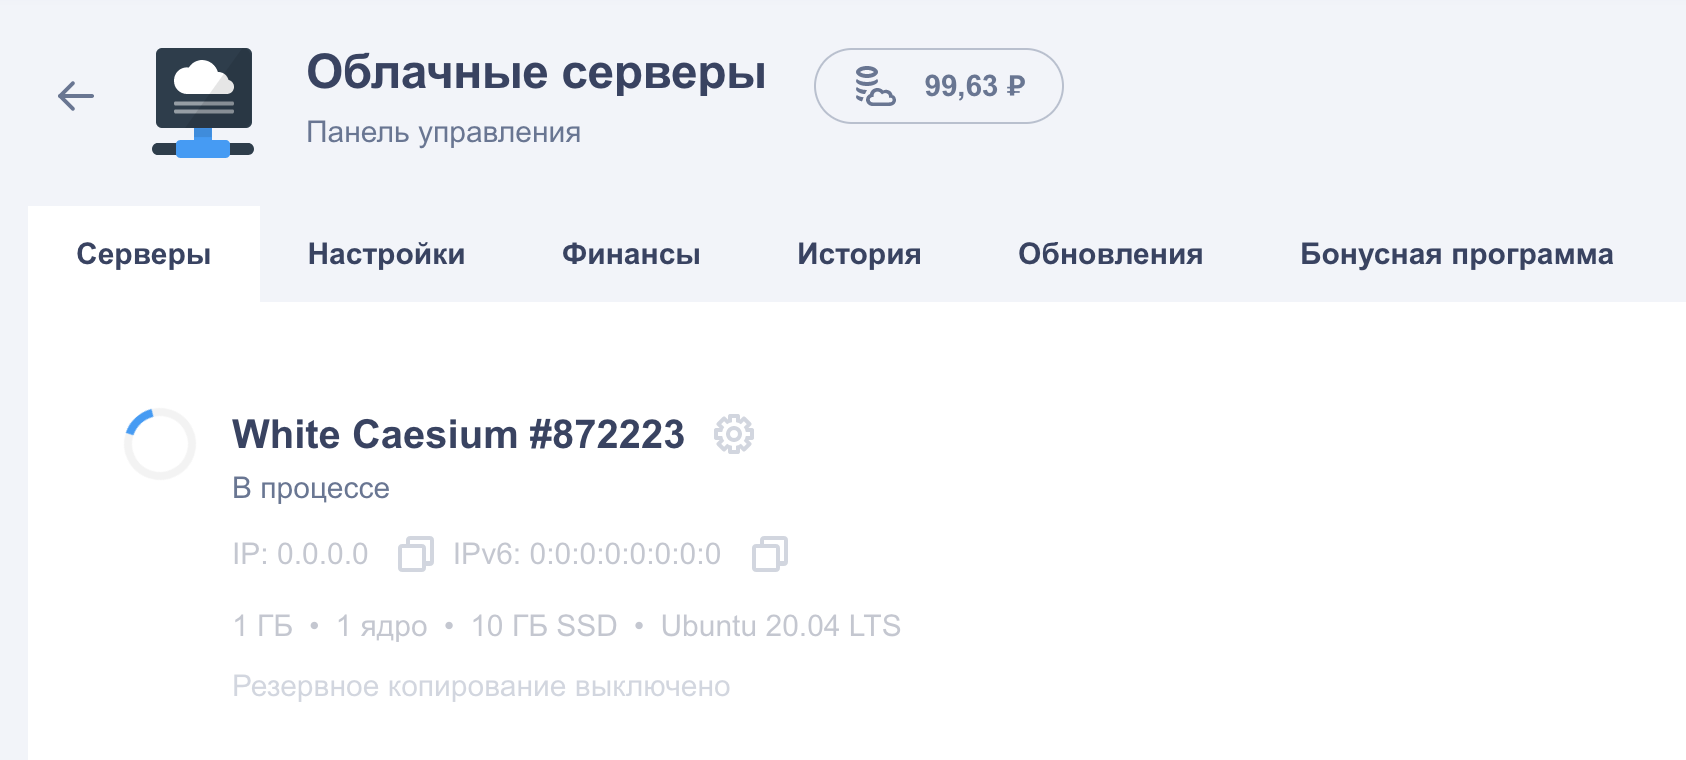 Облачные серверы
99,63 ₽
Панель управления
Серверы Настройки Финансы История Обновления Бонусная программа
White Caesium #872223
В процессе
IP: 0.0.0.0 IPv6: 0:0:0:0:0:0:0:0
1 ГБ • 1 ядро • 10 ГБ SSD • Ubuntu 20.04 LTS
Резервное копирование выключено